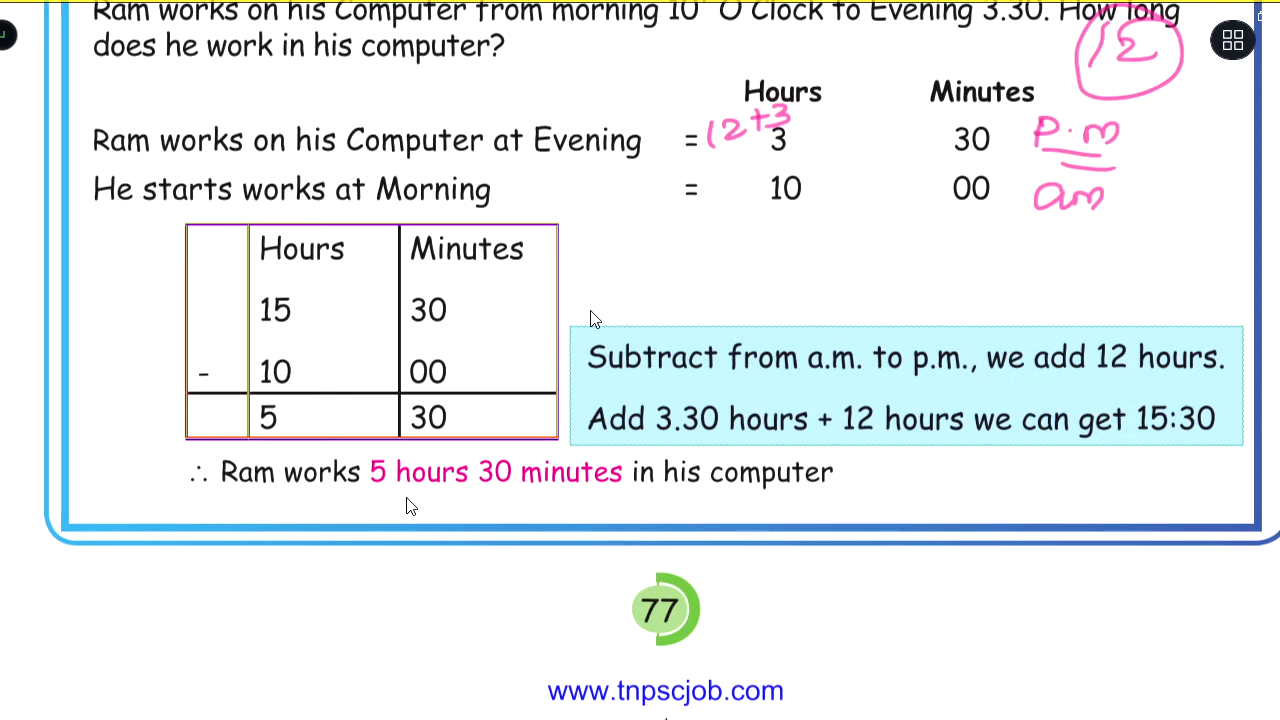 Ram works on his Computer from morning 10 O Clock to Evening 3.30. How long
does he work in his computer?
12
Hours Minutes
12+3
Ram works on his Computer at Evening = 3 30 P.m
He starts works at Morning = 10 00 am
Hours Minutes
15 30
- 10 00
5 30
Subtract from a.m. to p.m., we add 12 hours.
Add 3.30 hours + 12 hours we can get 15:30
∴ Ram works 5 hours 30 minutes in his computer
77
www.tnpscjob.com